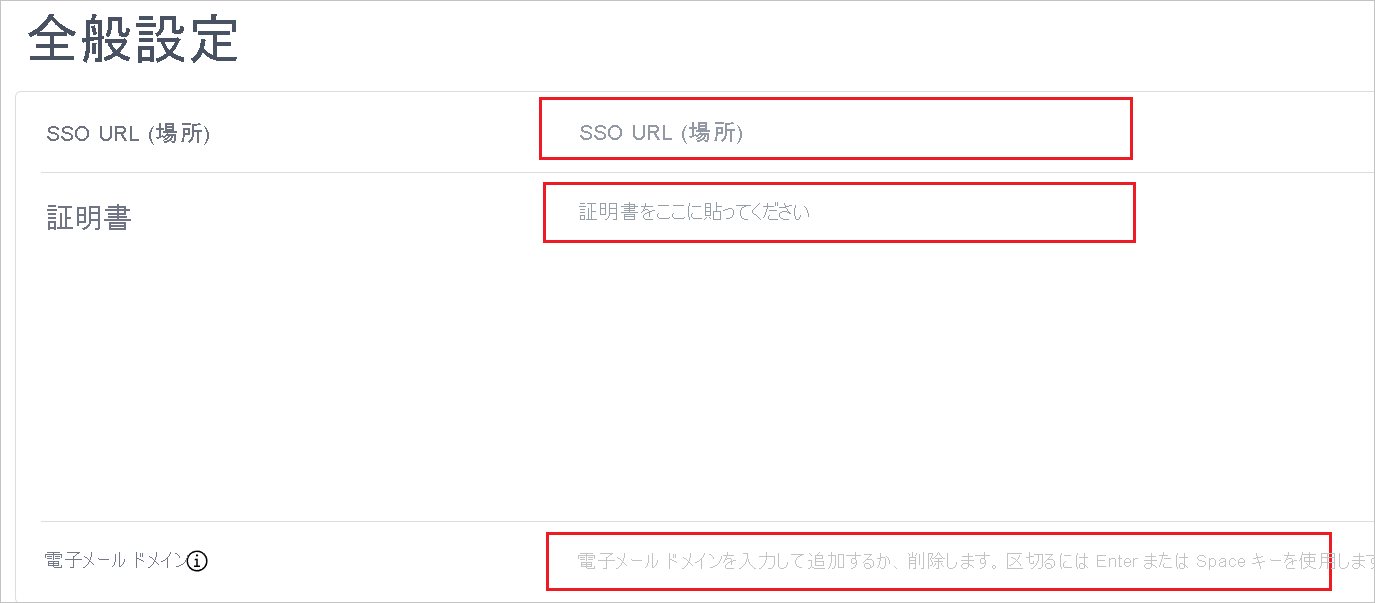 全般設定
SSO URL (場所)
SSO URL (場所)
証明書
証明書をここに貼ってください
電子メール ドメイン
電子メール ドメインを入力して追加するか、削除します。区切るには Enter または Space キーを使用します